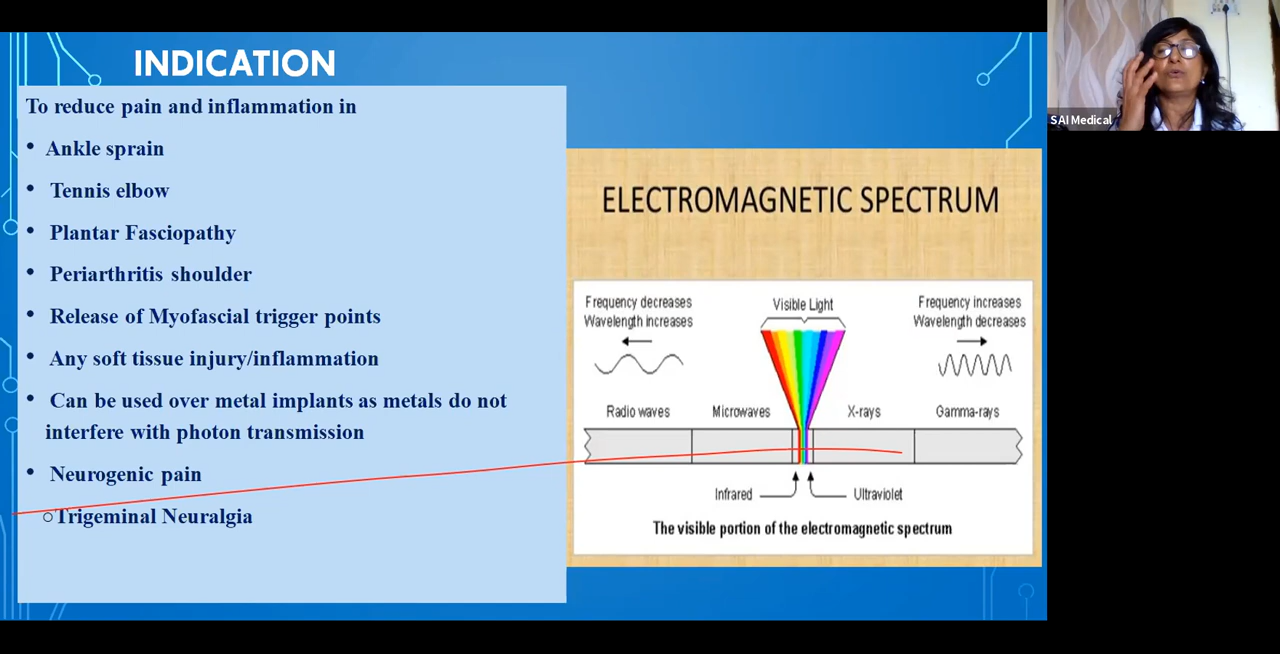 INDICATION
To reduce pain and inflammation in
• Ankle sprain
• Tennis elbow
• Plantar Fasciopathy
• Periarthritis shoulder
• Release of Myofascial trigger points
• Any soft tissue injury/inflammation
• Can be used over metal implants as metals do not
interfere with photon transmission
• Neurogenic pain
○Trigeminal Neuralgia
ELECTROMAGNETIC SPECTRUM
Frequency decreases
Wavelength increases
Visible Light
Frequency increases
Wavelength decreases
Radio waves
Microwaves
X-rays
Gamma-rays
Infrared
Ultraviolet
The visible portion of the electromagnetic spectrum
SAI Medical